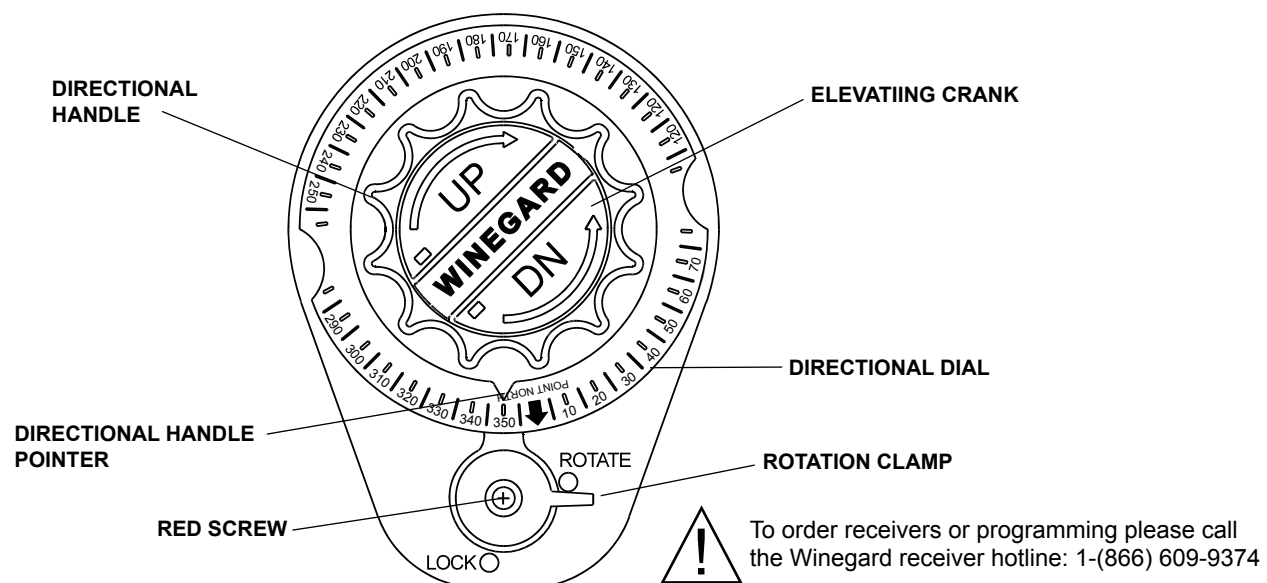 DIRECTIONAL
HANDLE
ELEVATIING CRANK
250
240
230
220
210
200
190
180
170
160
150
140
130
120
120
UP
WINEGARD
DN
70
60
50
40
30
20
10
POINT NORTH
350
340
330
320
310
300
290
DIRECTIONAL DIAL
DIRECTIONAL HANDLE
POINTER
ROTATE
ROTATION CLAMP
RED SCREW
LOCK
!
To order receivers or programming please call
the Winegard receiver hotline: 1-(866) 609-9374